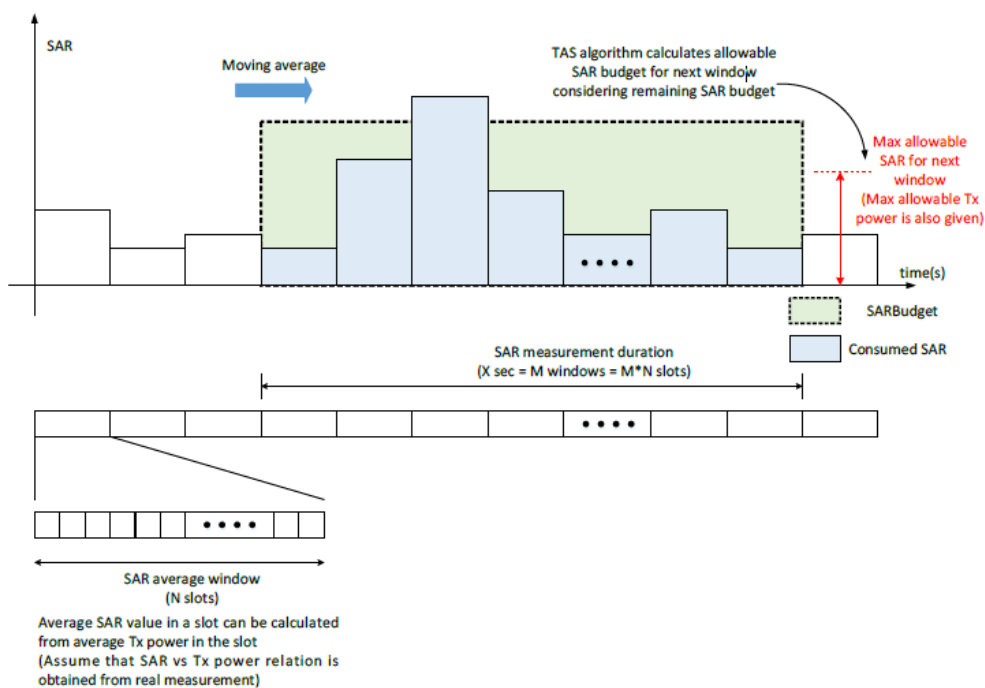 SAR
Moving average
TAS algorithm calculates allowable
SAR budget for next window
considering remaining SAR budget
Max allowable
SAR for next
window
(Max allowable Tx
power is also given)
time(s)
SARBudget
Consumed SAR
SAR measurement duration
(X sec = M windows = M*N slots)
SAR average window
(N slots)
Average SAR value in a slot can be calculated
from average Tx power in the slot
(Assume that SAR vs Tx power relation is
obtained from real measurement)